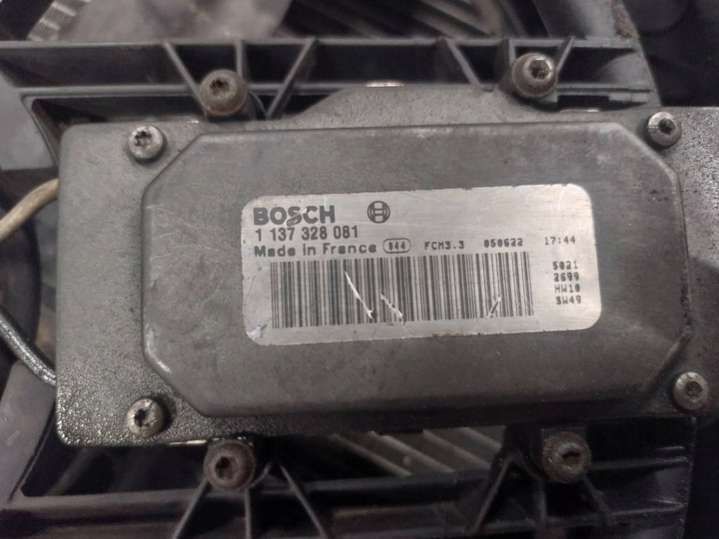 BOSCH
1 137 328 081
Made in France 844 FCM3.3 050622 17:44
5021
2699
HW10
SW49